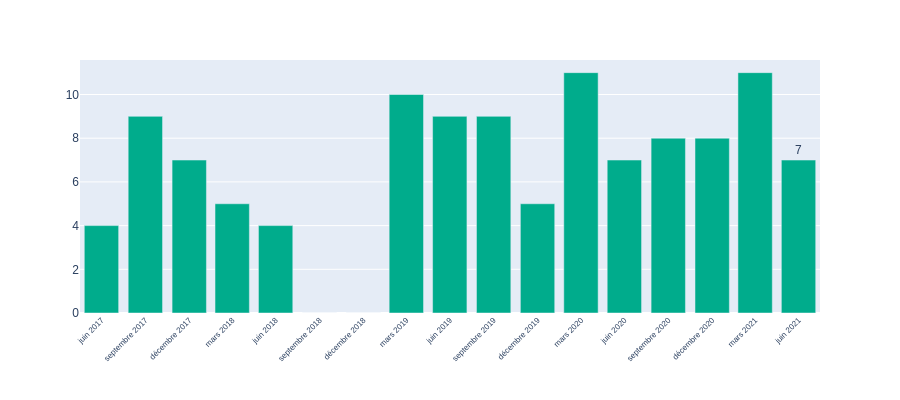 10
8
6
4
2
0
7
juin 2017
septembre 2017
décembre 2017
mars 2018
juin 2018
septembre 2018
décembre 2018
mars 2019
juin 2019
septembre 2019
décembre 2019
mars 2020
juin 2020
septembre 2020
décembre 2020
mars 2021
juin 2021